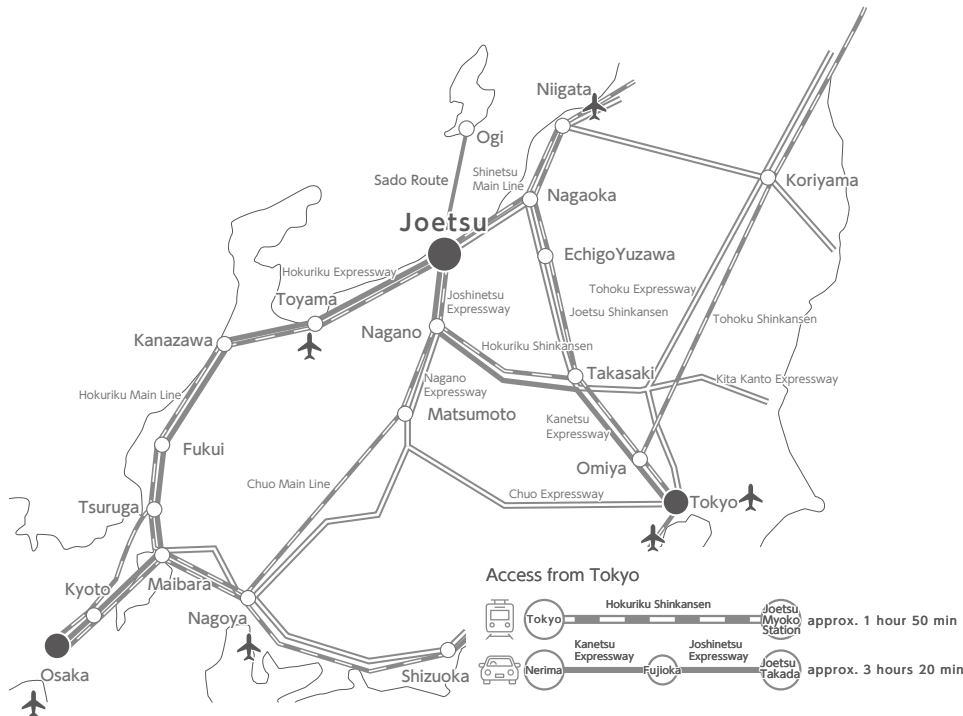 Niigata
Ogi
Sado Route
Shinetsu
Main Line
Koriyama
Nagaoka
Joetsu
EchigoYuzawa
Hokuriku Expressway
Tohoku Expressway
Toyama
Joshinetsu
Expressway
Joetsu Shinkansen
Tohoku Shinkansen
Nagano
Kanazawa
Hokuriku Shinkansen
Takasaki
Kita Kanto Expressway
Nagano
Expressway
Hokuriku Main Line
Matsumoto
Kanetsu
Expressway
Fukui
Omiya
Chuo Main Line
Chuo Expressway
Tsuruga
Tokyo
Maibara
Kyoto
Nagoya
Osaka
Shizuoka
Access from Tokyo
Hokuriku Shinkansen
Tokyo
Joetsu
Myoko
Station
approx. 1 hour 50 min
Kanetsu
Expressway
Joshinetsu
Expressway
Nerima
Fujioka
Joetsu
Takada
approx. 3 hours 20 min